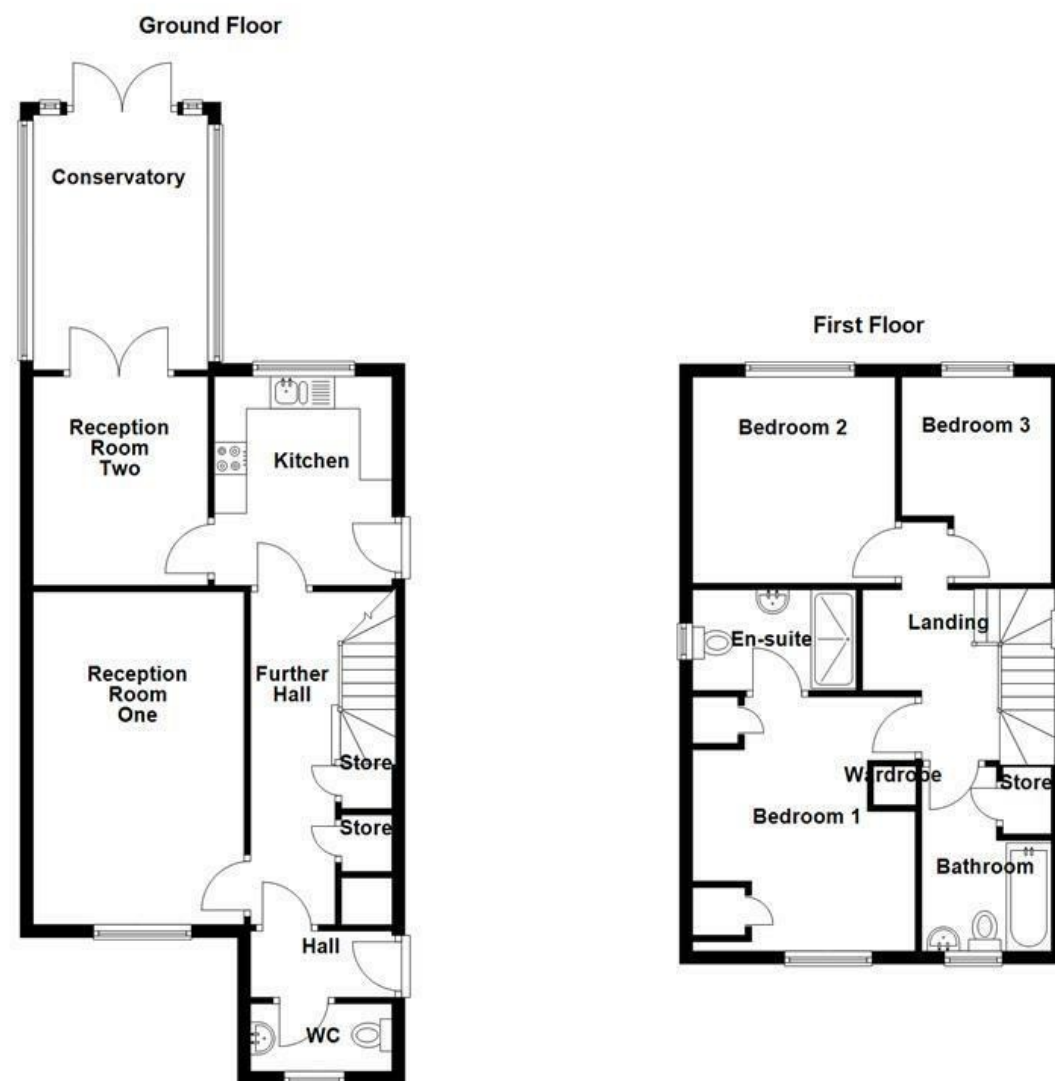 Ground Floor
Conservatory
Reception
Room
Two
Kitchen
Reception
Room
One
Further
Hall
Store
Store
Hall
WC
First Floor
Bedroom 2
Bedroom 3
En-suite
Landing
Wardrobe
Store
Bedroom 1
Bathroom